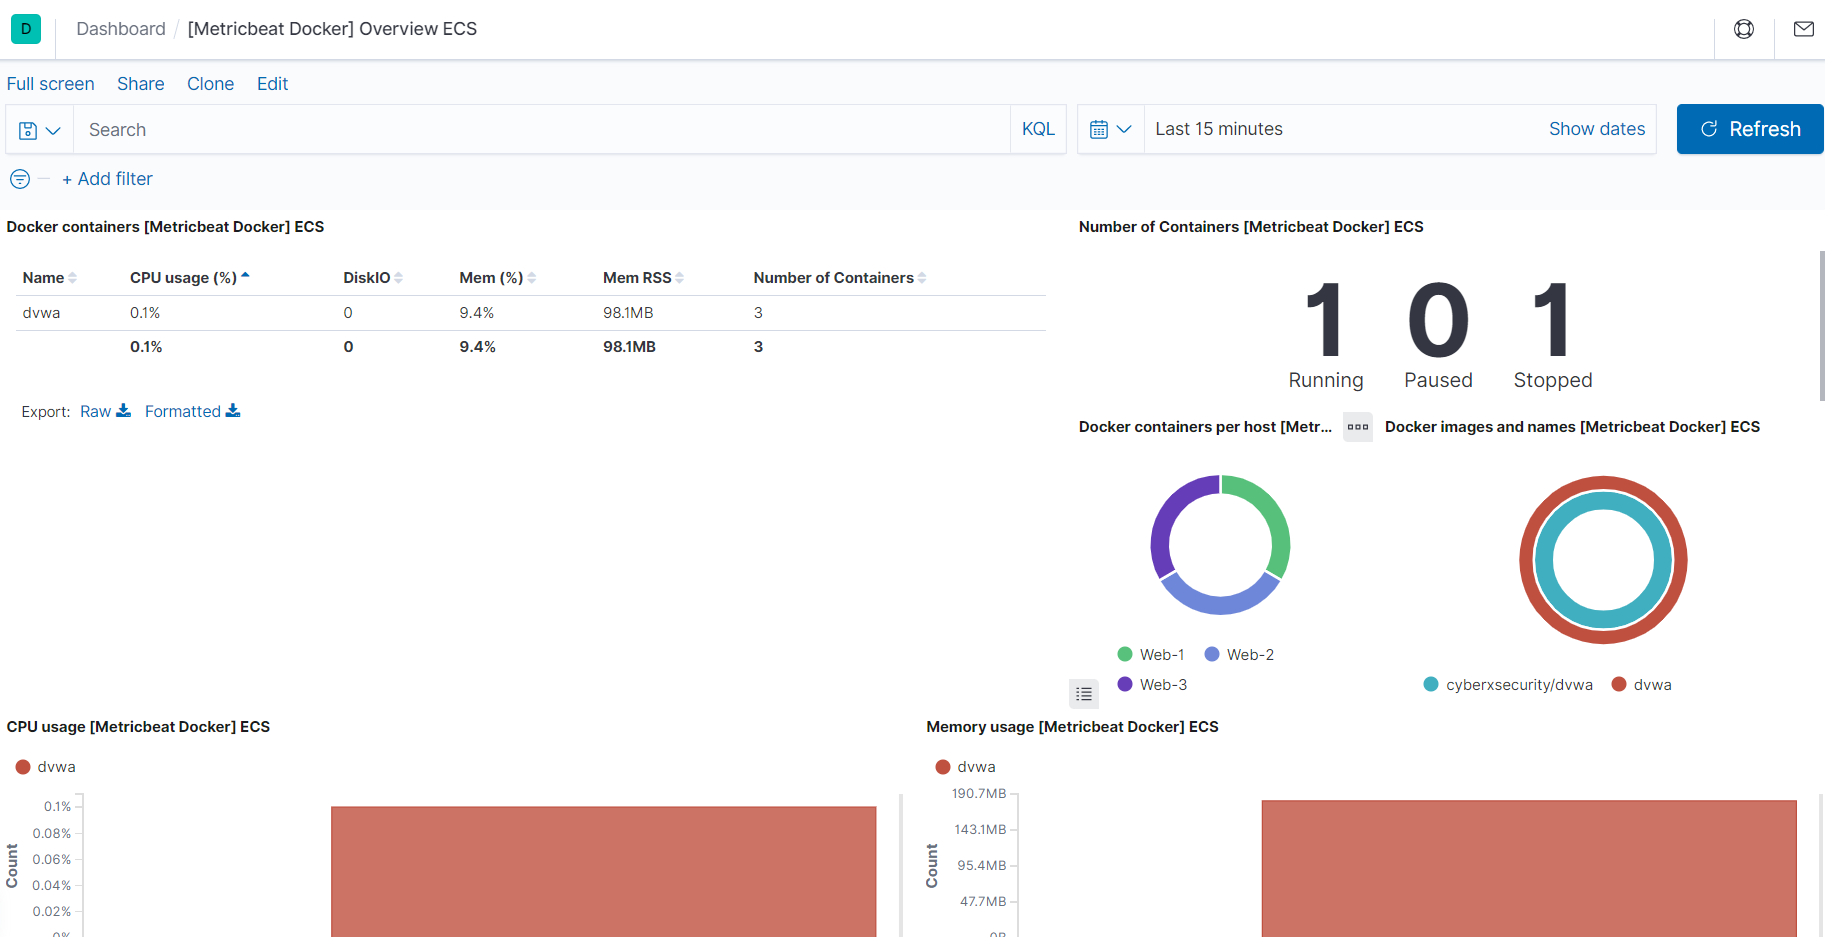 D Dashboard / [Metricbeat Docker] Overview ECS
Full screen Share Clone Edit
Search KQL Last 15 minutes Show dates Refresh
+ Add filter
Docker containers [Metricbeat Docker] ECS
Name CPU usage (%) DiskIO Mem (%) Mem RSS Number of Containers
dvwa 0.1% 0 9.4% 98.1MB 3
0.1% 0 9.4% 98.1MB 3
Export: Raw Formatted
Number of Containers [Metricbeat Docker] ECS
1 0 1
Running Paused Stopped
Docker containers per host [Metr...
Web-1 Web-2
Web-3
Docker images and names [Metricbeat Docker] ECS
cyberxsecurity/dvwa dvwa
CPU usage [Metricbeat Docker] ECS
dvwa
0.1%
0.08%
0.06%
0.04%
0.02%
0%
Count
Memory usage [Metricbeat Docker] ECS
dvwa
190.7MB
143.1MB
95.4MB
47.7MB
0B
Count